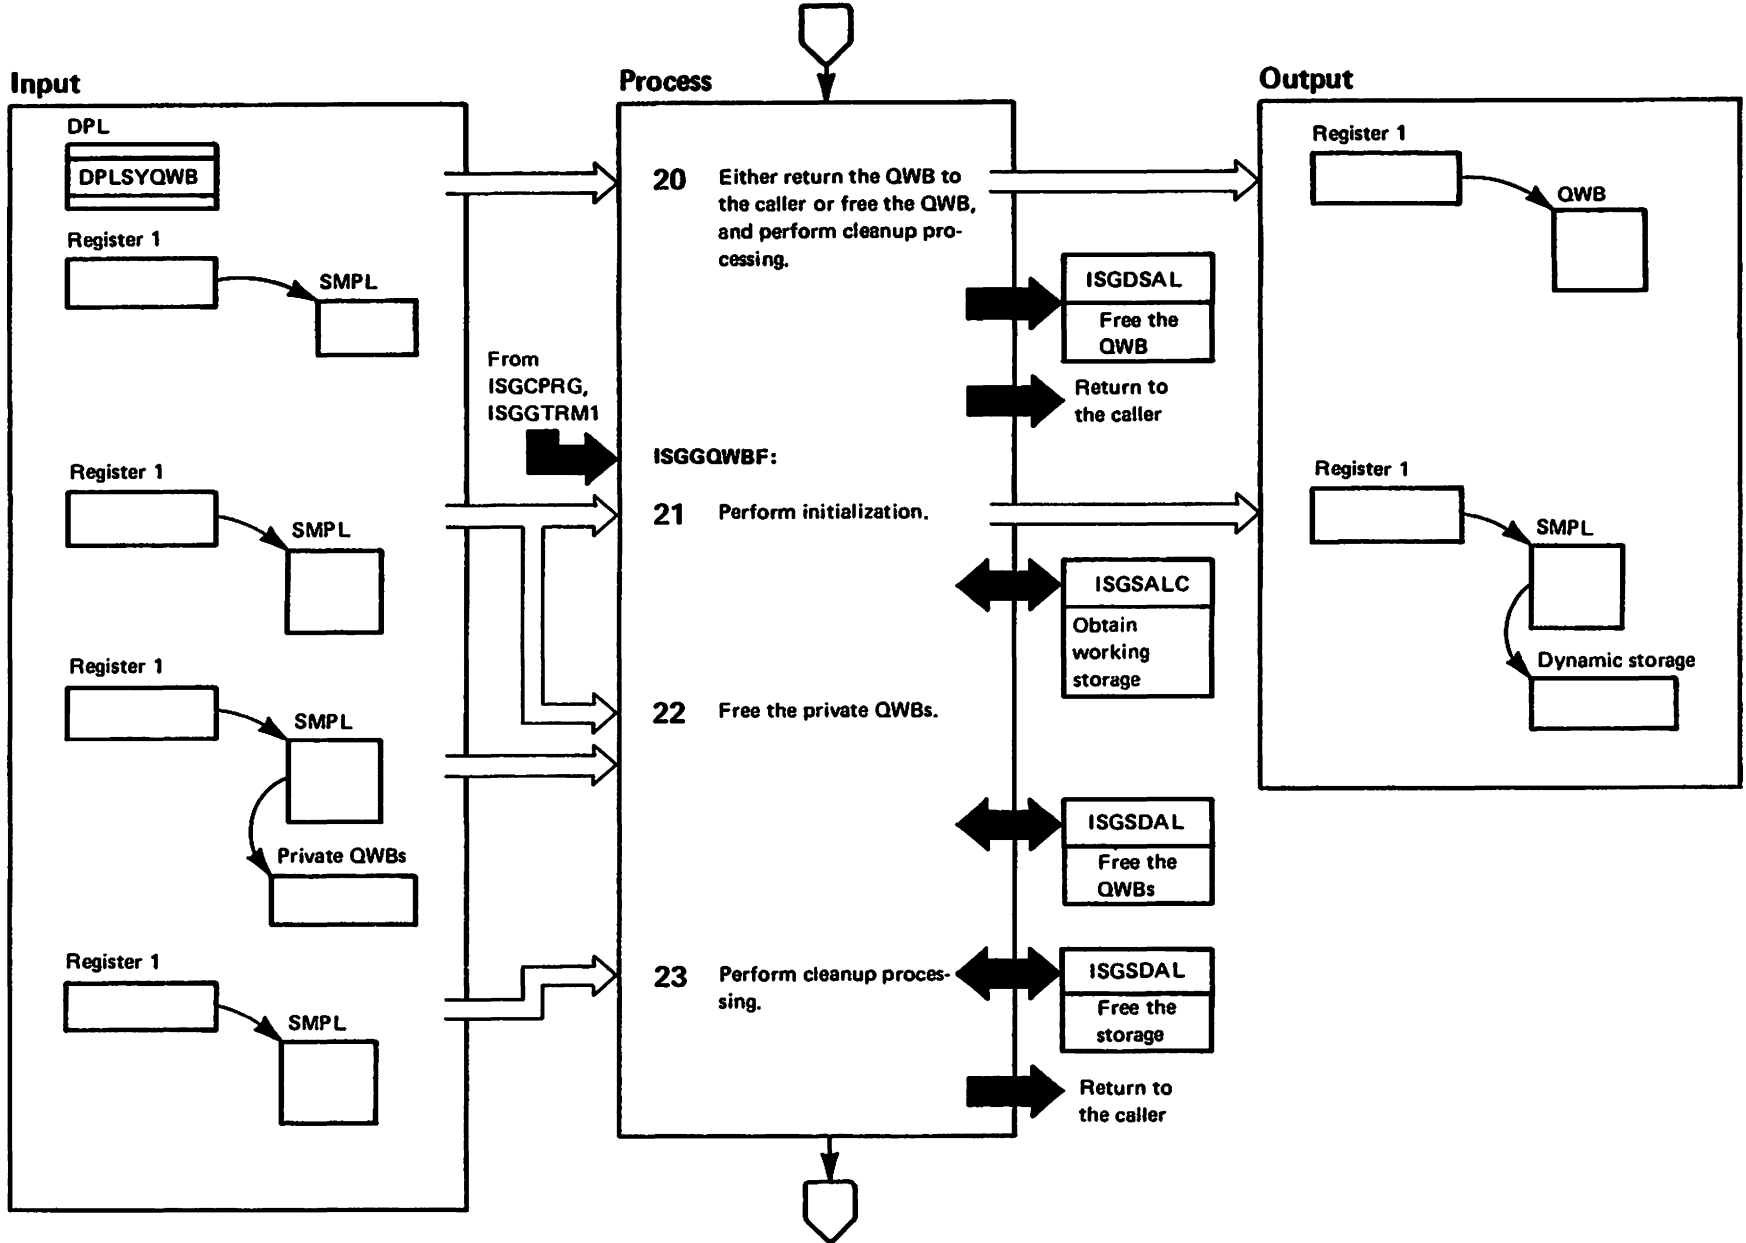 Input
DPL
DPLSYQWB
Register 1
SMPL
Register 1
SMPL
Register 1
SMPL
Private QWBs
Register 1
SMPL
From
ISGCPRG,
ISGGTRM1
Process
20 Either return the QWB to
the caller or free the QWB,
and perform cleanup pro-
cessing.
ISGDSAL
Free the
QWB
Return to
the caller
ISGGQWBF:
21 Perform initialization.
ISGSALC
Obtain
working
storage
22 Free the private QWBs.
ISGSDAL
Free the
QWBs
23 Perform cleanup proces-
sing.
ISGSDAL
Free the
storage
Return to
the caller
Output
Register 1
QWB
Register 1
SMPL
Dynamic storage